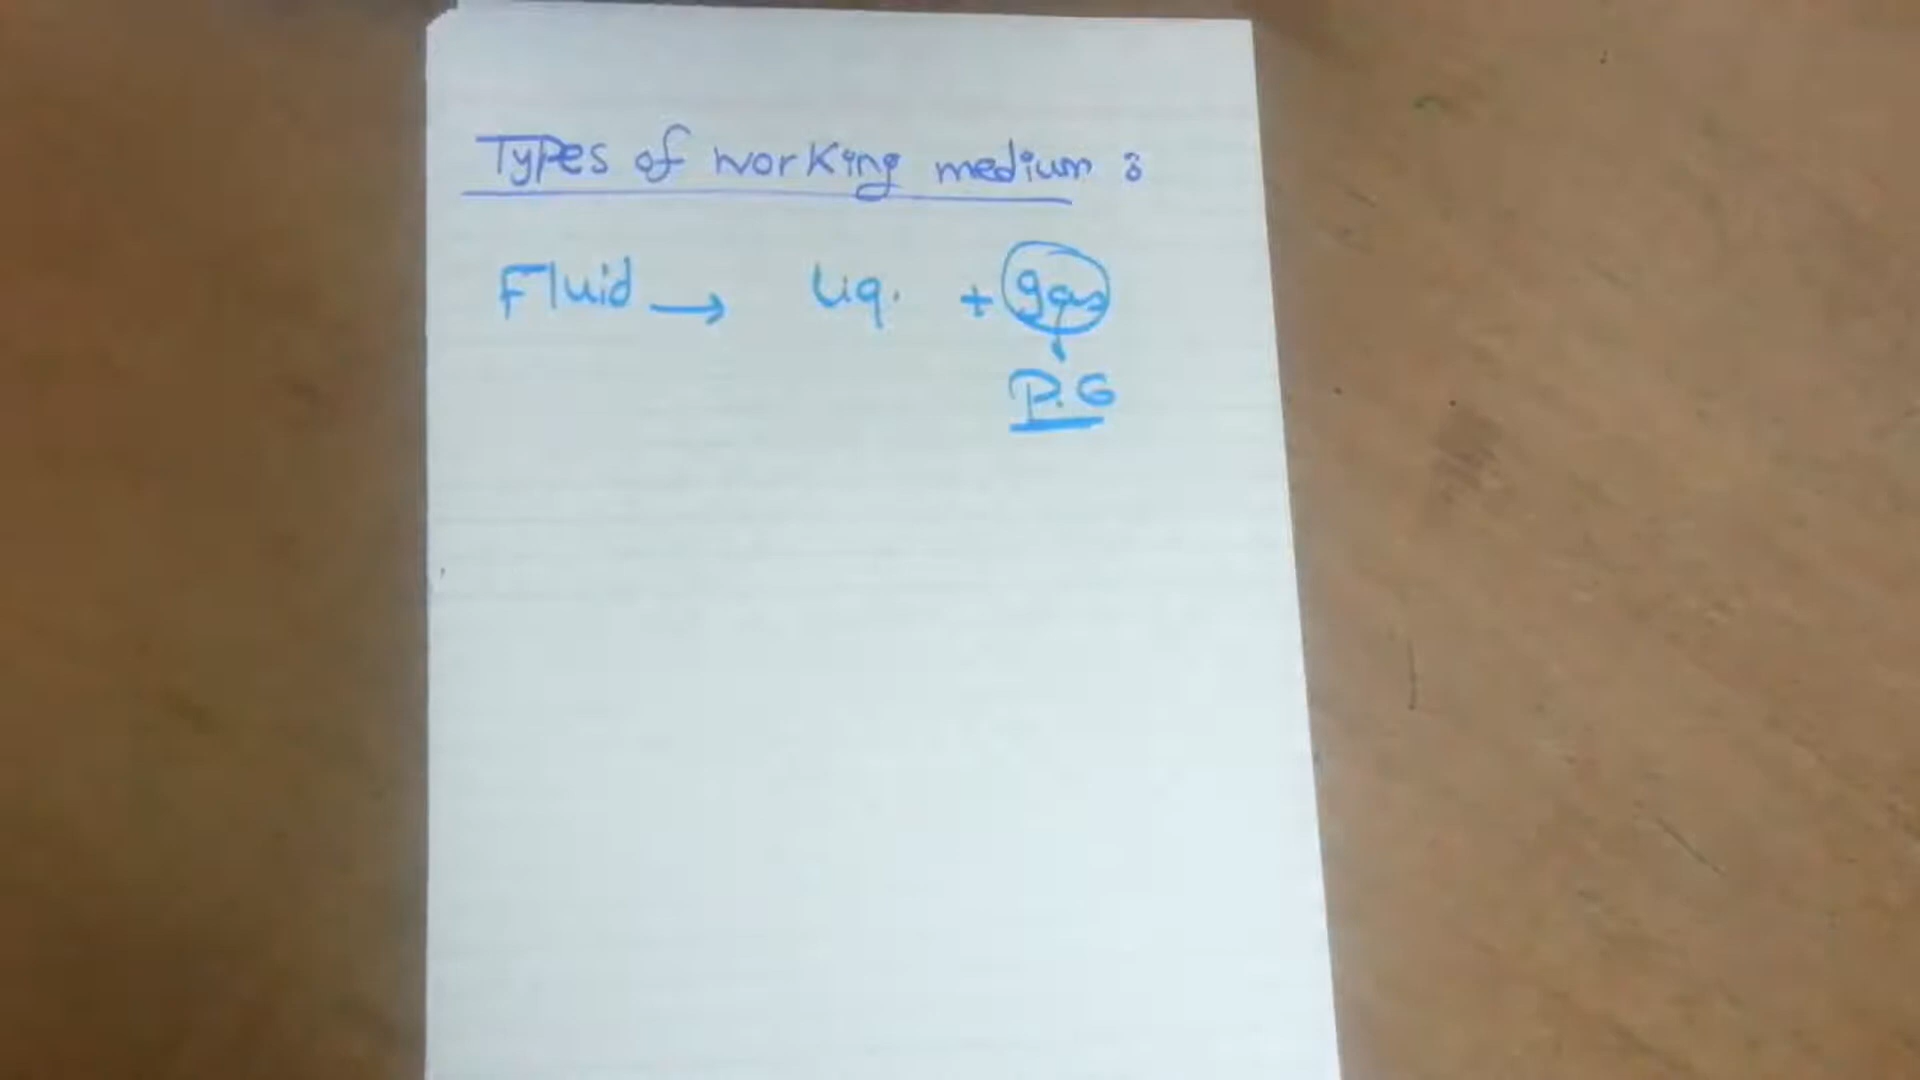 Types of working medium :
Fluid → Liq. + gas
P.G